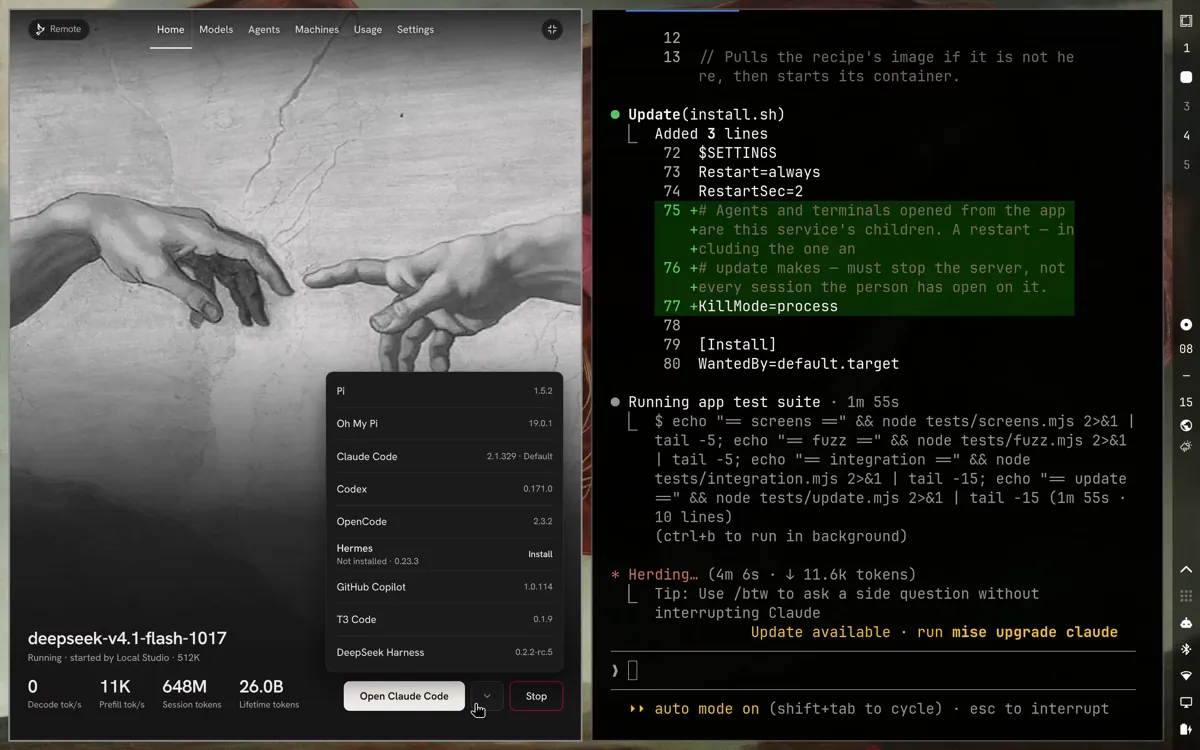 Remote
Home Models Agents Machines Usage Settings
Pi 1.5.2
Oh My Pi 19.0.1
Claude Code 2.1.329 · Default
Codex 0.171.0
OpenCode 2.3.2
Hermes
Not installed · 0.23.3 Install
GitHub Copilot 1.0.114
T3 Code 0.1.9
DeepSeek Harness 0.2.2-rc.5
deepseek-v4.1-flash-1017
Running · started by Local Studio · 512K
0 11K 648M 26.0B
Decode tok/s Prefill tok/s Session tokens Lifetime tokens
Open Claude Code Stop
12
13 // Pulls the recipe's image if it is not he
re, then starts its container.
● Update(install.sh)
Added 3 lines
72 $SETTINGS
73 Restart=always
74 RestartSec=2
75 +# Agents and terminals opened from the app
+are this service's children. A restart — in
+cluding the one an
76 +# update makes — must stop the server, not
+every session the person has open on it.
77 +KillMode=process
78
79 [Install]
80 WantedBy=default.target
● Running app test suite · 1m 55s
$ echo "== screens ==" && node tests/screens.mjs 2>&1 |
tail -5; echo "== fuzz ==" && node tests/fuzz.mjs 2>&1
| tail -5; echo "== integration ==" && node
tests/integration.mjs 2>&1 | tail -15; echo "== update
==" && node tests/update.mjs 2>&1 | tail -15 (1m 55s ·
10 lines)
(ctrl+b to run in background)
* Herding… (4m 6s · ↓ 11.6k tokens)
Tip: Use /btw to ask a side question without
interrupting Claude
Update available · run mise upgrade claude
❯
⏵⏵ auto mode on (shift+tab to cycle) · esc to interrupt
1
3
4
5
08
—
15